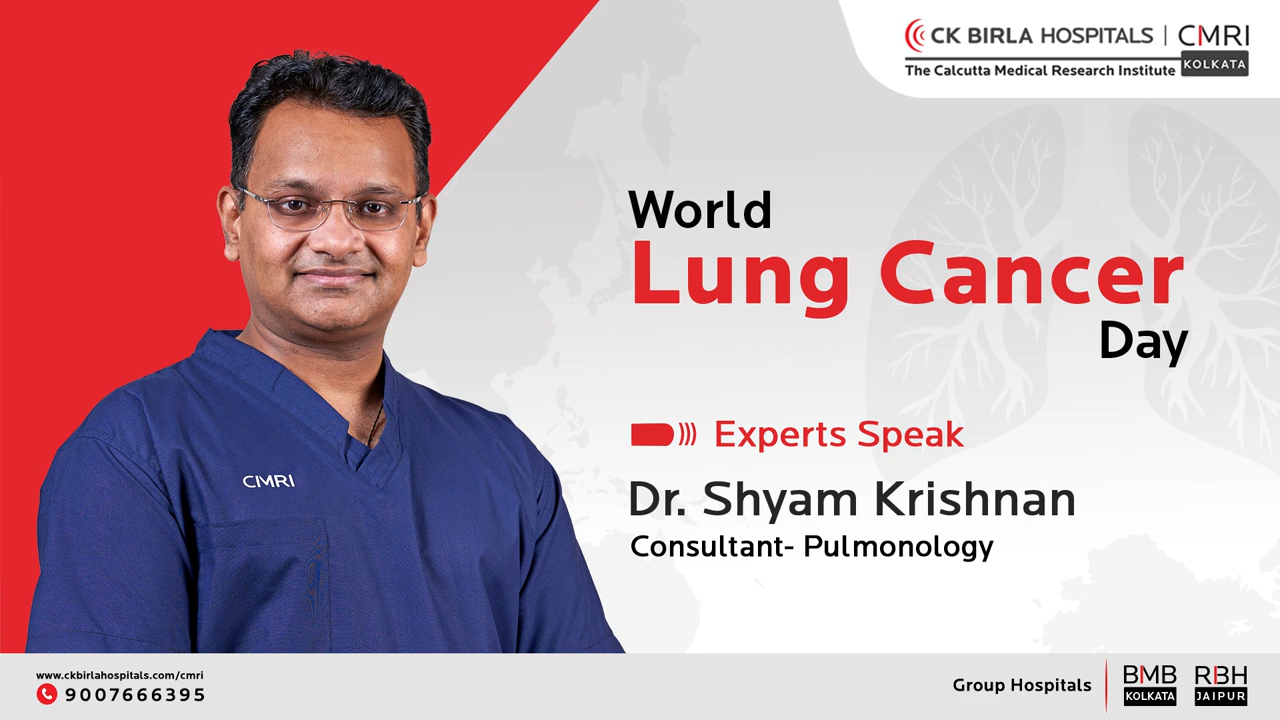 CK BIRLA HOSPITALS | CMRI
The Calcutta Medical Research Institute KOLKATA
World
Lung Cancer
Day
Experts Speak
Dr. Shyam Krishnan
Consultant- Pulmonology
CMRI
www.ckbirlahospitals.com/cmri
9007666395
Group Hospitals
BMB
KOLKATA
RBH
JAIPUR